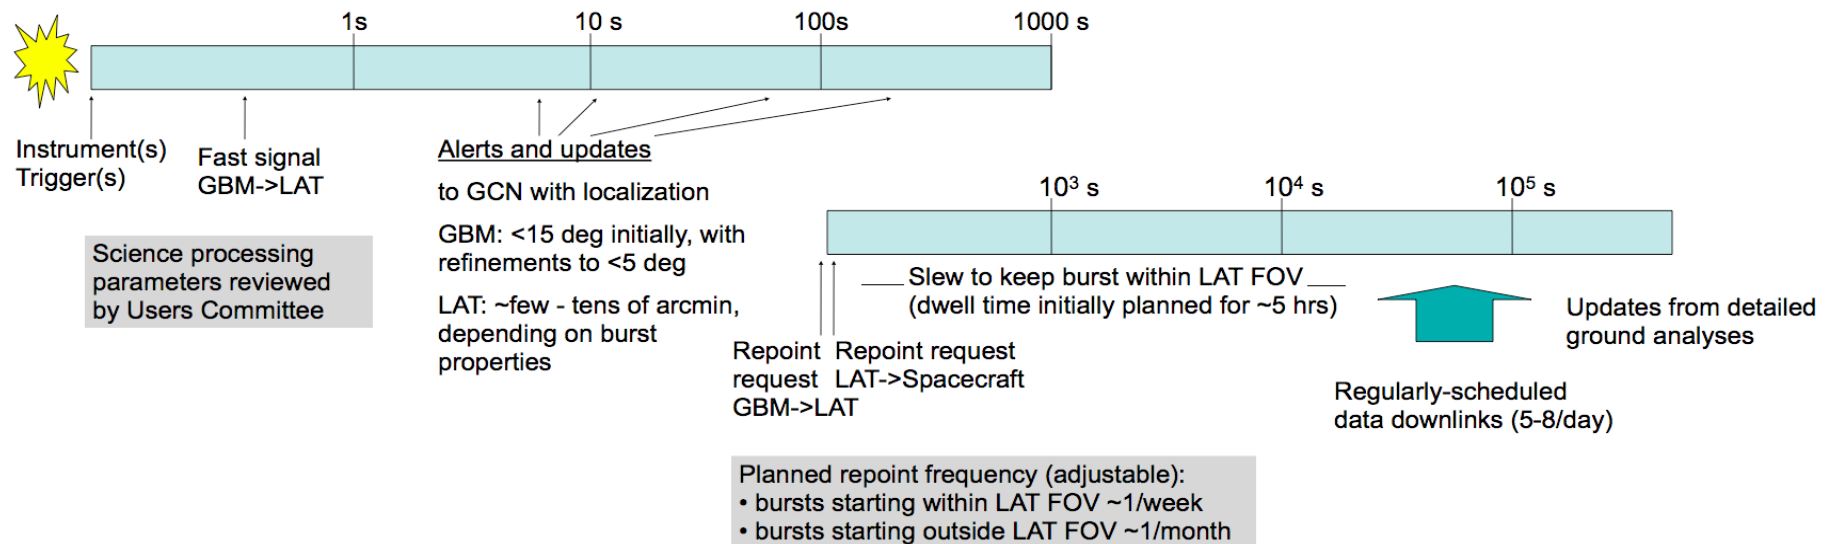 1s
10 s
100s
1000 s
Instrument(s)
Trigger(s)
Fast signal
GBM->LAT
Science processing
parameters reviewed
by Users Committee
Alerts and updates
to GCN with localization
GBM: <15 deg initially, with
refinements to <5 deg
LAT: ~few - tens of arcmin,
depending on burst
properties
10³ s
10⁴ s
10⁵ s
Slew to keep burst within LAT FOV
(dwell time initially planned for ~5 hrs)
Repoint
request
GBM->LAT
Repoint request
LAT->Spacecraft
Regularly-scheduled
data downlinks (5-8/day)
Updates from detailed
ground analyses
Planned repoint frequency (adjustable):
• bursts starting within LAT FOV ~1/week
• bursts starting outside LAT FOV ~1/month